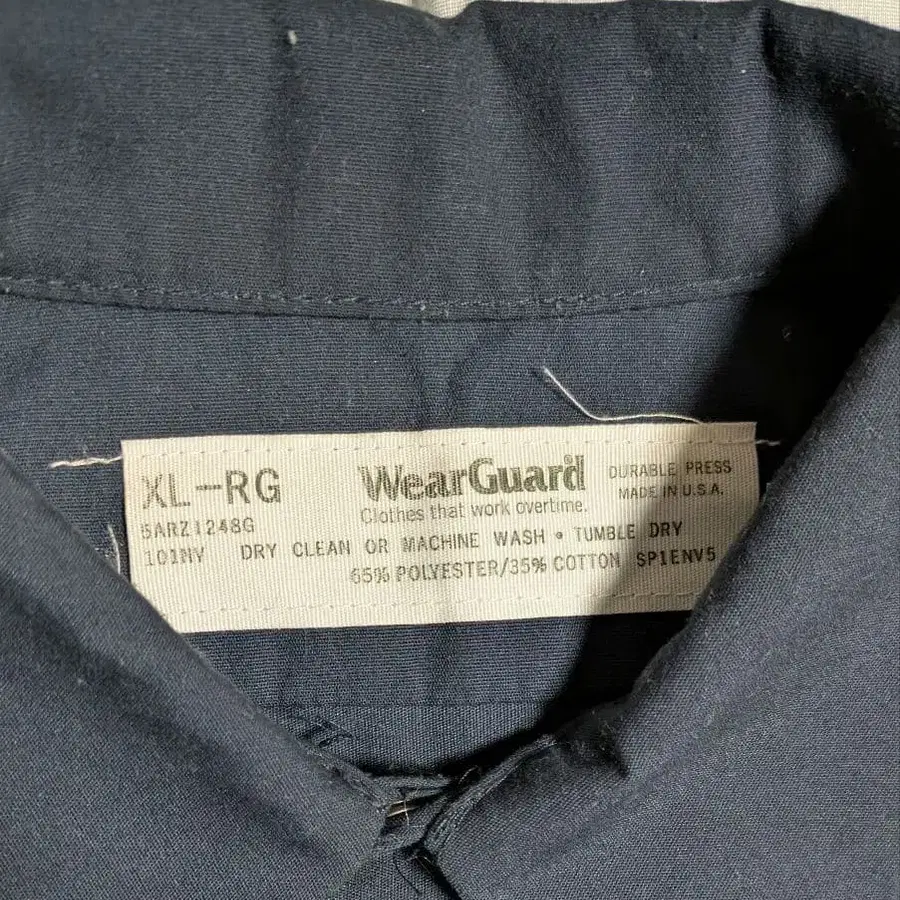 XL-RG
WearGuard
DURABLE PRESS
MADE IN U.S.A.
Clothes that work overtime.
5ARZ1248G
101NY DRY CLEAN OR MACHINE WASH • TUMBLE DRY
65% POLYESTER/35% COTTON SP1ENV5